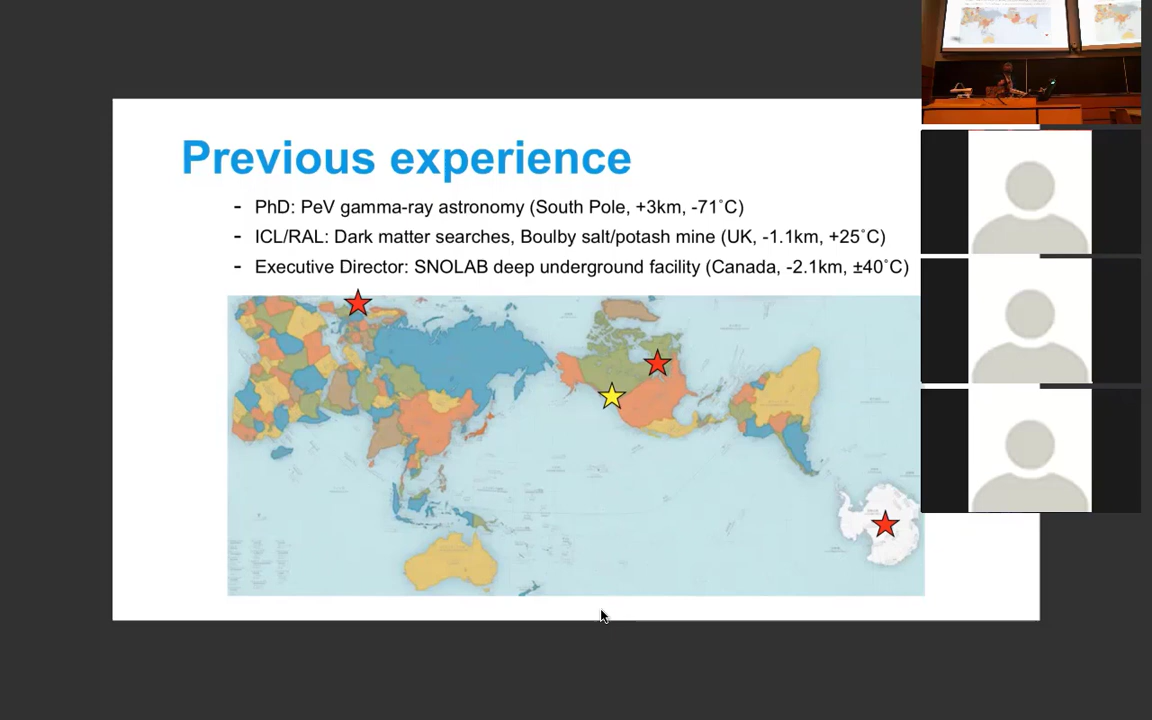 Previous experience
- PhD: PeV gamma-ray astronomy (South Pole, +3km, -71˚C)
- ICL/RAL: Dark matter searches, Boulby salt/potash mine (UK, -1.1km, +25˚C)
- Executive Director: SNOLAB deep underground facility (Canada, -2.1km, ±40˚C)